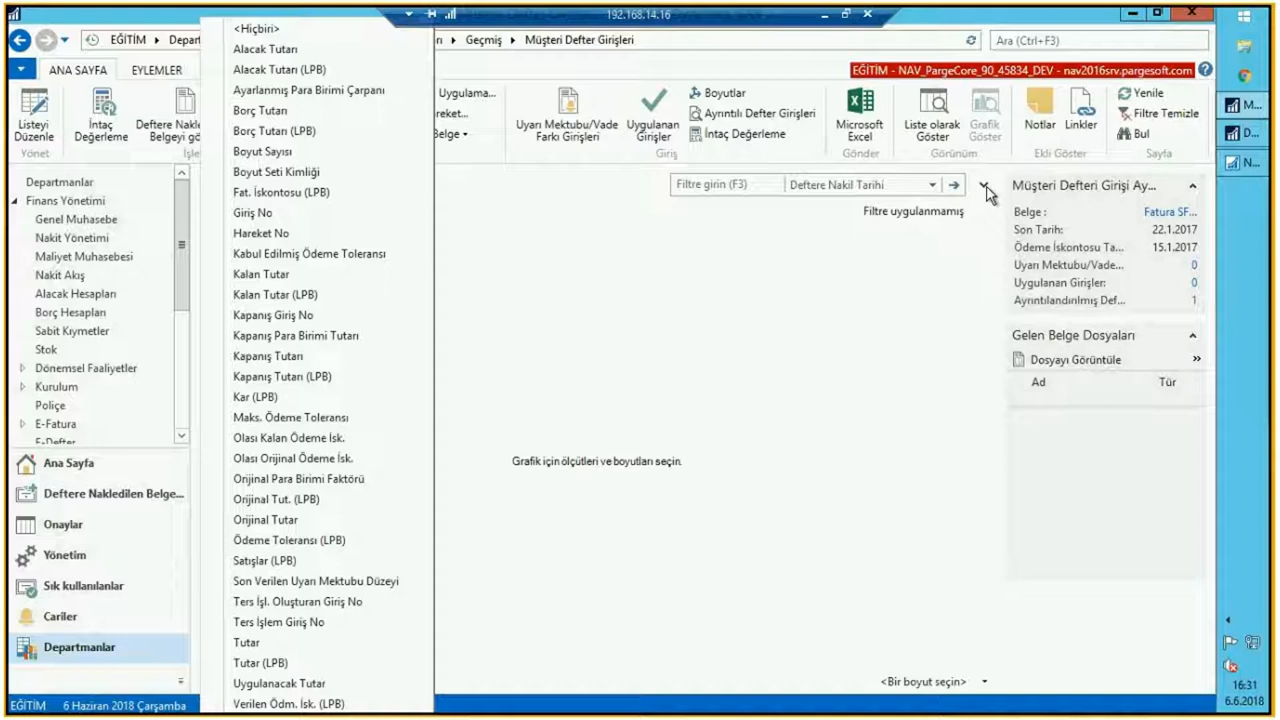 192.168.14.16
EĞİTİM
Geçmiş
Müşteri Defter Girişleri
Ara (Ctrl+F3)
ANA SAYFA
EYLEMLER
EĞİTİM - NAV_PargeCore_90_45834_DEV - nav2016srv.pargesoft.com
Listeyi Düzenle
İntaç Değerleme
Yönet
Uygulama...
Uyarı Mektubu/Vade Farkı Girişleri
Uygulanan Girişler
Boyutlar
Ayrıntılı Defter Girişleri
İntaç Değerleme
Giriş
Microsoft Excel
Gönder
Liste olarak Göster
Grafik Göster
Görünüm
Notlar
Linkler
Ekli Göster
Yenile
Filtre Temizle
Bul
Sayfa
<Hiçbiri>
Alacak Tutarı
Alacak Tutarı (LPB)
Ayarlanmış Para Birimi Çarpanı
Borç Tutarı
Borç Tutarı (LPB)
Boyut Sayısı
Boyut Seti Kimliği
Fat. İskontosu (LPB)
Giriş No
Hareket No
Kabul Edilmiş Ödeme Toleransı
Kalan Tutar
Kalan Tutar (LPB)
Kapanış Giriş No
Kapanış Para Birimi Tutarı
Kapanış Tutarı
Kapanış Tutarı (LPB)
Kar (LPB)
Maks. Ödeme Toleransı
Olası Kalan Ödeme İsk.
Olası Orijinal Ödeme İsk.
Orijinal Para Birimi Faktörü
Orijinal Tut. (LPB)
Orijinal Tutar
Ödeme Toleransı (LPB)
Satışlar (LPB)
Son Verilen Uyarı Mektubu Düzeyi
Ters İşl. Oluşturan Giriş No
Ters İşlem Giriş No
Tutar
Tutar (LPB)
Uygulanacak Tutar
Verilen Ödm. İsk. (LPB)
Departmanlar
Finans Yönetimi
Genel Muhasebe
Nakit Yönetimi
Maliyet Muhasebesi
Nakit Akış
Alacak Hesapları
Borç Hesapları
Sabit Kıymetler
Stok
Dönemsel Faaliyetler
Kurulum
Poliçe
E-Fatura
E-Defter
Ana Sayfa
Deftere Nakledilen Belge...
Onaylar
Yönetim
Sık kullanılanlar
Cariler
Departmanlar
Filtre girin (F3)
Deftere Nakil Tarihi
Filtre uygulanmamış
Grafik için ölçütleri ve boyutları seçin.
<Bir boyut seçin>
Müşteri Defteri Girişi Ay...
Belge : Fatura SF...
Son Tarih: 22.1.2017
Ödeme İskontosu Ta... 15.1.2017
Uyarı Mektubu/Vade... 0
Uygulanan Girişler: 0
Ayrıntılandırılmış Def... 1
Gelen Belge Dosyaları
Dosyayı Görüntüle
Ad Tür
M...
D...
N...
16:31
6.6.2018
EĞİTİM
6 Haziran 2018 Çarşamba